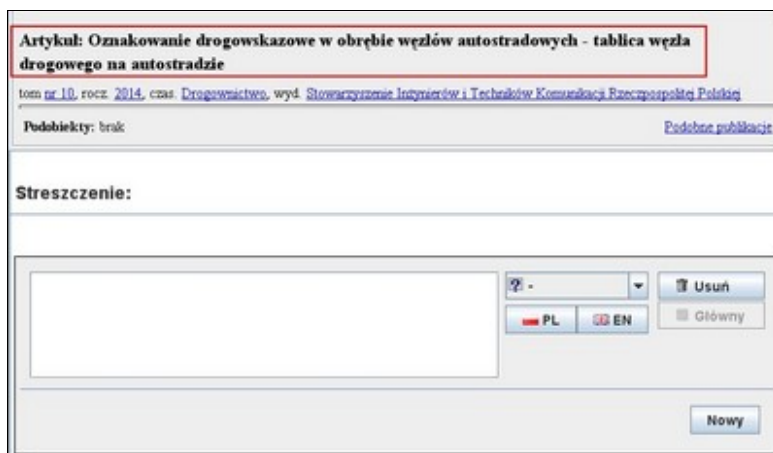 Artykuł: Oznakowanie drogowskazowe w obrębie węzłów autostradowych - tablica węzła
drogowego na autostradzie
tom nr 10, rocz. 2014, czas. Drogownictwo, wyd. Stowarzyszenie Inżynierów i Techników Komunikacji Rzeczpospolitej Polskiej
Podobiekty: brak Podobne publikacje
Streszczenie:
? - Usuń
PL EN Główny
Nowy